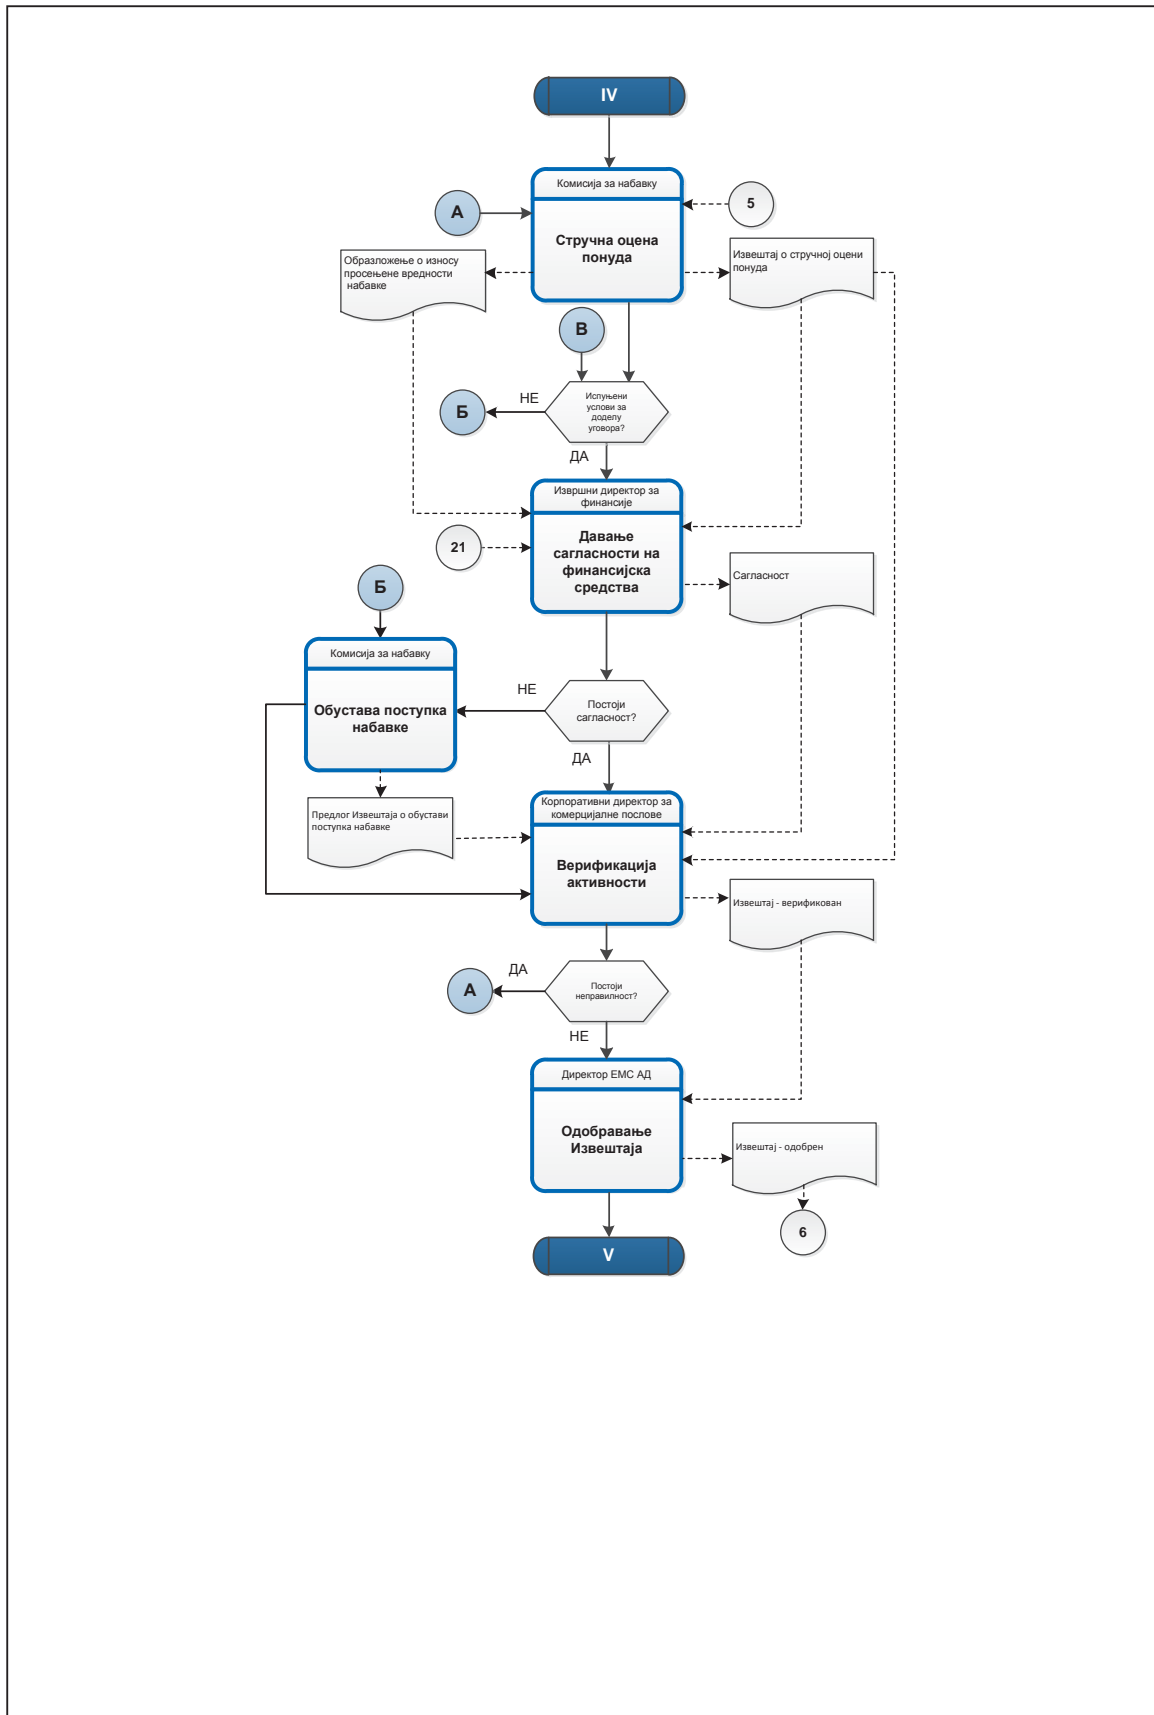 IV
Комисија за набавку
А
5
Стручна оцена
понуда
Образложење о износу
просењене вредности
набавке
Извештај о стручној оцени
понуда
В
Б
НЕ
Испуњени
услови за
доделу
уговора?
ДА
Извршни директор за
финансије
21
Давање
сагласности на
финансијска
средства
Сагласност
Б
Комисија за набавку
Обустава поступка
набавке
НЕ
Постоји
сагласност?
ДА
Предлог Извештаја о обустави
поступка набавке
Корпоративни директор за
комерцијалне послове
Верификација
активности
Извештај - верификован
А
ДА
Постоји
неправилност?
НЕ
Директор ЕМС АД
Одобравање
Извештаја
Извештај - одобрен
6
V